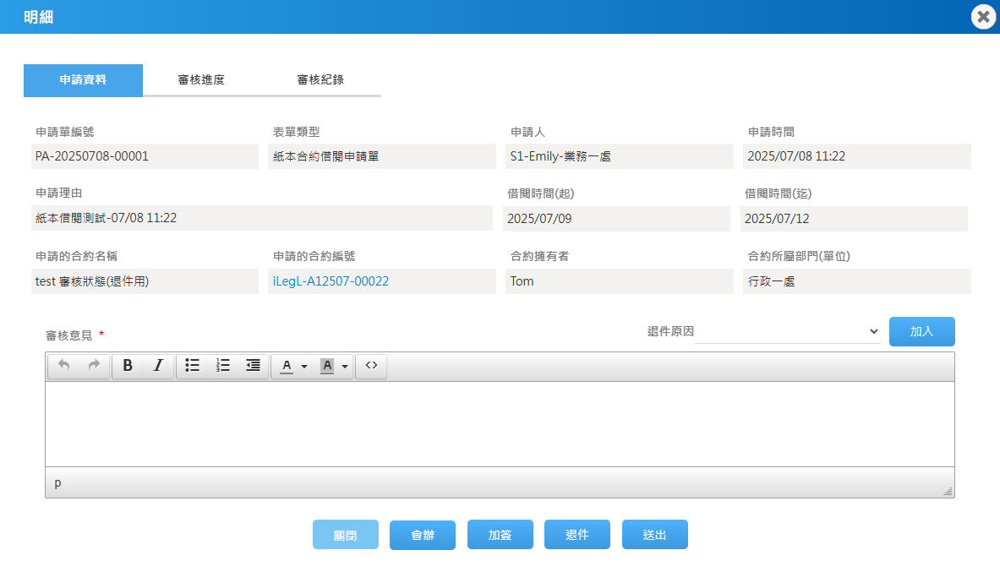 明細
申請資料 審核進度 審核紀錄
申請單編號 表單類型 申請人 申請時間
PA-20250708-00001 紙本合約借閱申請單 S1-Emily-業務一處 2025/07/08 11:22
申請理由 借閱時間(起) 借閱時間(迄)
紙本借閱測試-07/08 11:22 2025/07/09 2025/07/12
申請的合約名稱 申請的合約編號 合約擁有者 合約所屬部門(單位)
test 審核狀態(退件用) iLegL-A12507-00022 Tom 行政一處
審核意見 * 退件原因 加入
B I A A <>
p
關閉 會辦 加簽 退件 送出